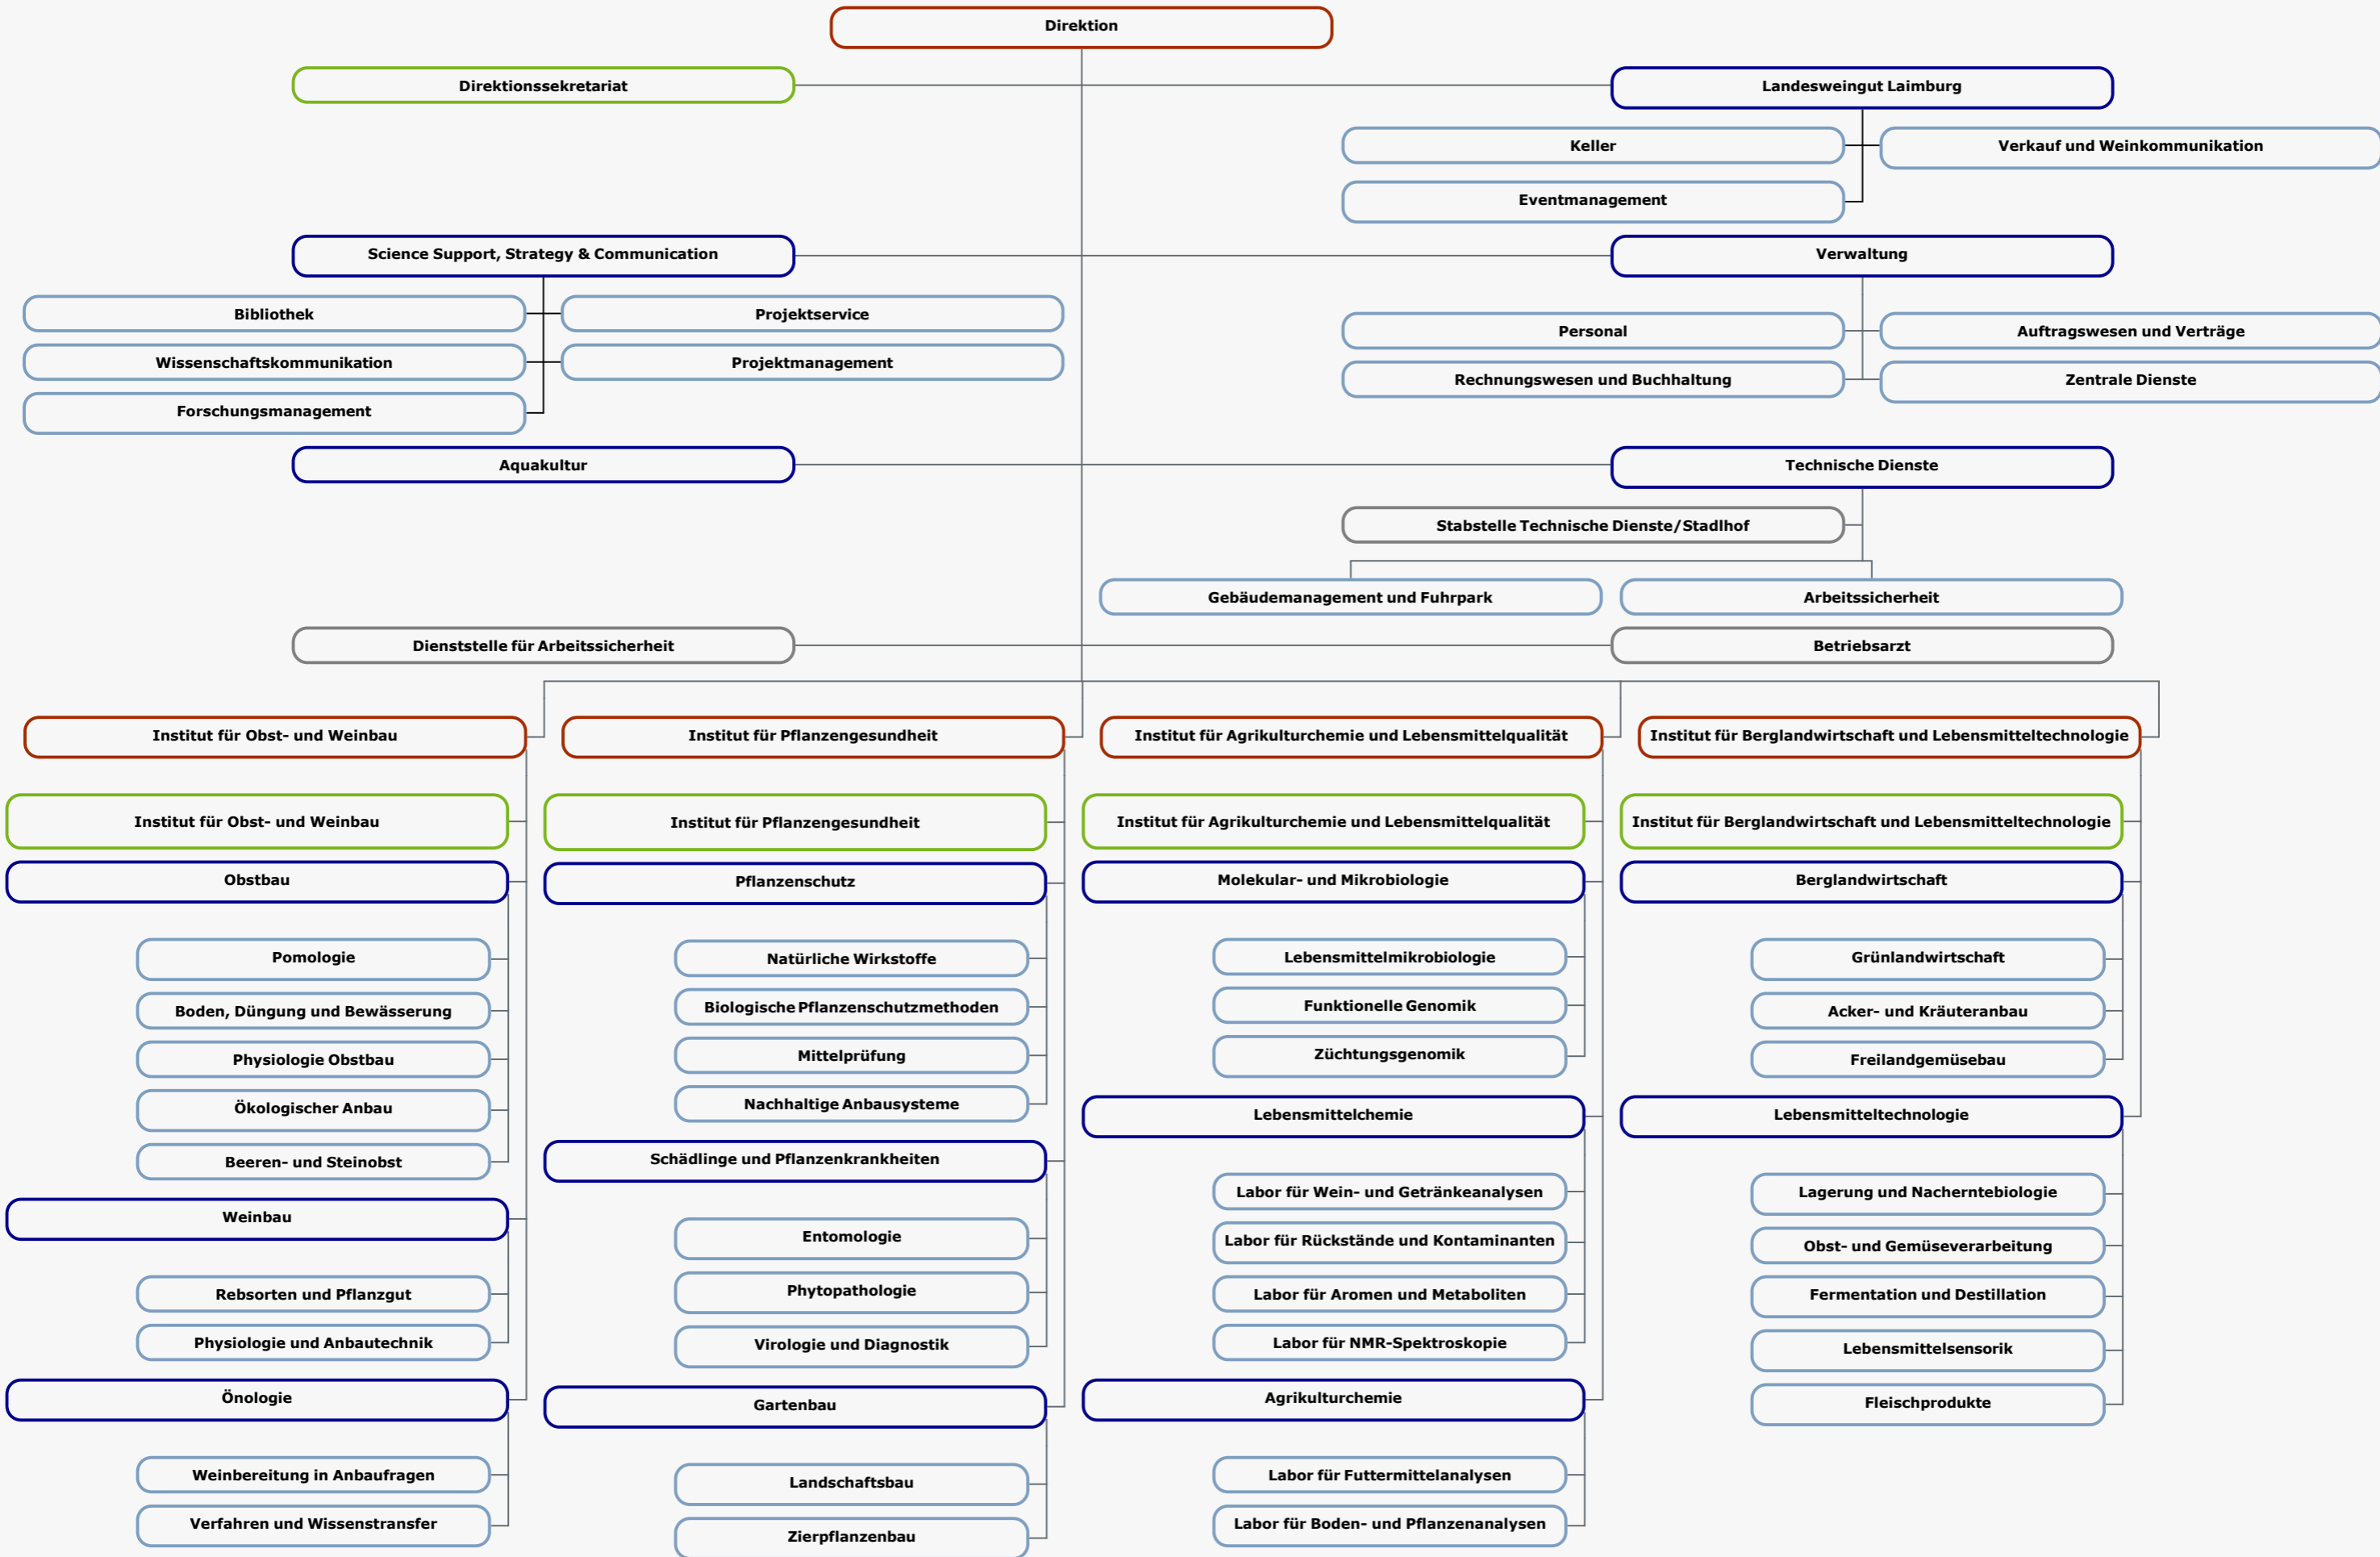 Direktion
Direktionssekretariat
Landesweingut Laimburg
Keller
Verkauf und Weinkommunikation
Eventmanagement
Science Support, Strategy & Communication
Verwaltung
Bibliothek
Projektservice
Personal
Auftragswesen und Verträge
Wissenschaftskommunikation
Projektmanagement
Rechnungswesen und Buchhaltung
Zentrale Dienste
Forschungsmanagement
Aquakultur
Technische Dienste
Stabstelle Technische Dienste/Stadlhof
Gebäudemanagement und Fuhrpark
Arbeitssicherheit
Dienststelle für Arbeitssicherheit
Betriebsarzt
Institut für Obst- und Weinbau
Institut für Obst- und Weinbau
Obstbau
Pomologie
Boden, Düngung und Bewässerung
Physiologie Obstbau
Ökologischer Anbau
Beeren- und Steinobst
Weinbau
Rebsorten und Pflanzgut
Physiologie und Anbautechnik
Önologie
Weinbereitung in Anbaufragen
Verfahren und Wissenstransfer
Institut für Pflanzengesundheit
Institut für Pflanzengesundheit
Pflanzenschutz
Natürliche Wirkstoffe
Biologische Pflanzenschutzmethoden
Mittelprüfung
Nachhaltige Anbausysteme
Schädlinge und Pflanzenkrankheiten
Entomologie
Phytopathologie
Virologie und Diagnostik
Gartenbau
Landschaftsbau
Zierpflanzenbau
Institut für Agrikulturchemie und Lebensmittelqualität
Institut für Agrikulturchemie und Lebensmittelqualität
Molekular- und Mikrobiologie
Lebensmittelmikrobiologie
Funktionelle Genomik
Züchtungsgenomik
Lebensmittelchemie
Labor für Wein- und Getränkeanalysen
Labor für Rückstände und Kontaminanten
Labor für Aromen und Metaboliten
Labor für NMR-Spektroskopie
Agrikulturchemie
Labor für Futtermittelanalysen
Labor für Boden- und Pflanzenanalysen
Institut für Berglandwirtschaft und Lebensmitteltechnologie
Institut für Berglandwirtschaft und Lebensmitteltechnologie
Berglandwirtschaft
Grünlandwirtschaft
Acker- und Kräuteranbau
Freilandgemüsebau
Lebensmitteltechnologie
Lagerung und Nacherntebiologie
Obst- und Gemüseverarbeitung
Fermentation und Destillation
Lebensmittelsensorik
Fleischprodukte